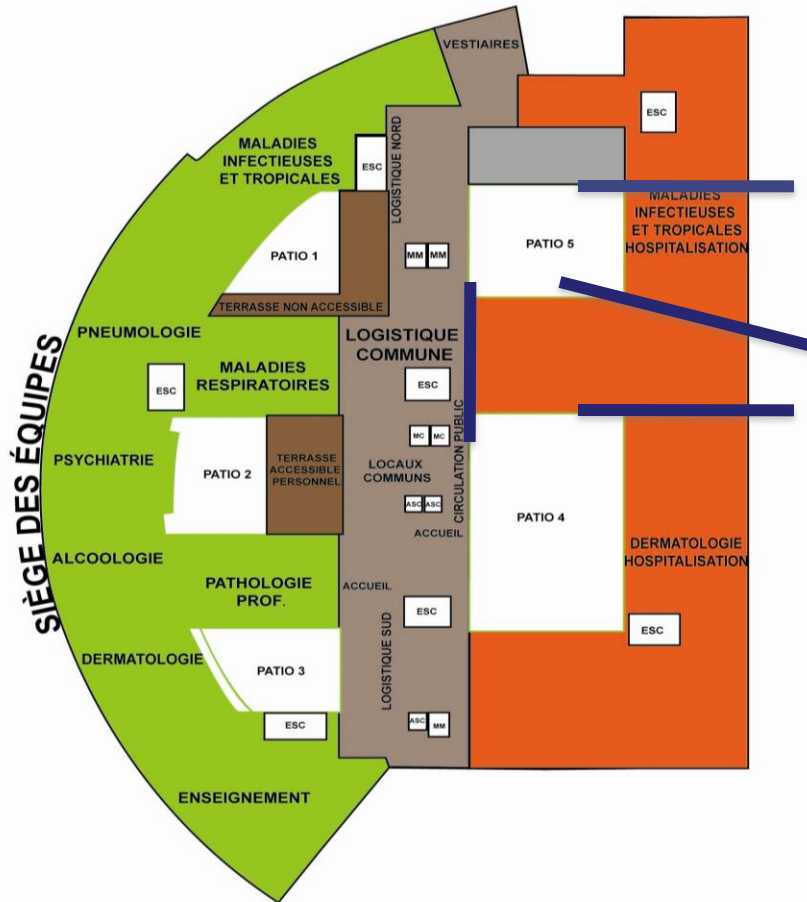 VESTIAIRES
MALADIES
INFECTIEUSES
ET TROPICALES
ESC
LOGISTIQUE NORD
ESC
MALADIES
INFECTIEUSES
ET TROPICALES
HOSPITALISATION
PATIO 1
PATIO 5
MM MM
TERRASSE NON ACCESSIBLE
PNEUMOLOGIE
LOGISTIQUE
COMMUNE
MALADIES
RESPIRATOIRES
ESC
ESC
SIÈGE DES ÉQUIPES
PSYCHIATRIE
PATIO 2
TERRASSE
ACCESSIBLE
PERSONNEL
MC MC
LOCAUX
COMMUNS
CIRCULATION PUBLIC
ASC ASC
PATIO 4
ACCUEIL
DERMATOLOGIE
HOSPITALISATION
ALCOOLOGIE
PATHOLOGIE
PROF.
ACCUEIL
ESC
ESC
DERMATOLOGIE
PATIO 3
LOGISTIQUE SUD
ESC
ASC MM
ENSEIGNEMENT